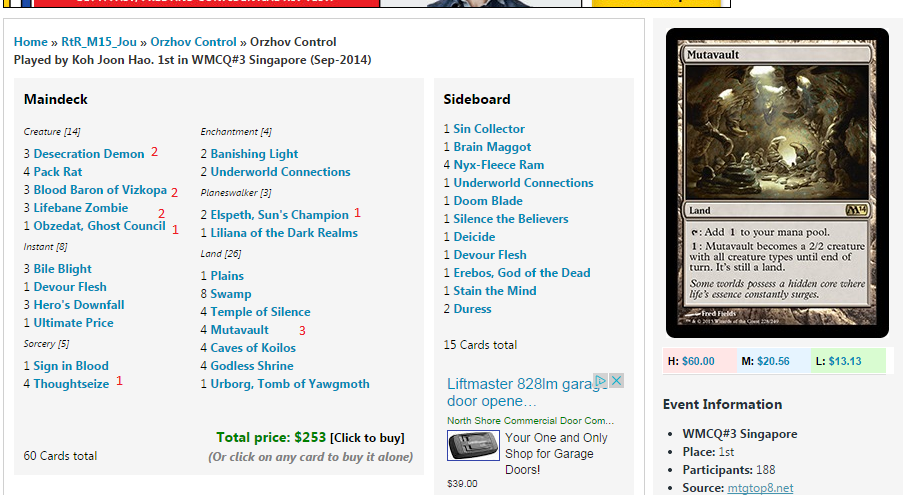 Home » RtR_M15_Jou » Orzhov Control » Orzhov Control
Played by Koh Joon Hao. 1st in WMCQ#3 Singapore (Sep-2014)
Maindeck
Creature [14]
3 Desecration Demon 2
4 Pack Rat
3 Blood Baron of Vizkopa 2
3 Lifebane Zombie 2
1 Obzedat, Ghost Council 1
Instant [8]
3 Bile Blight
1 Devour Flesh
3 Hero's Downfall
1 Ultimate Price
Sorcery [5]
1 Sign in Blood
4 Thoughtseize 1
Enchantment [4]
2 Banishing Light
2 Underworld Connections
Planeswalker [3]
2 Elspeth, Sun's Champion 1
1 Liliana of the Dark Realms
Land [26]
1 Plains
8 Swamp
4 Temple of Silence
4 Mutavault 3
4 Caves of Koilos
4 Godless Shrine
1 Urborg, Tomb of Yawgmoth
Total price: $253 [Click to buy]
60 Cards total
(Or click on any card to buy it alone)
Sideboard
1 Sin Collector
1 Brain Maggot
4 Nyx-Fleece Ram
1 Underworld Connections
1 Doom Blade
1 Silence the Believers
1 Deicide
1 Devour Flesh
1 Erebos, God of the Dead
1 Stain the Mind
2 Duress
15 Cards total
Liftmaster 828lm garage
door opene...
North Shore Commercial Door Com...
Your One and Only
Shop for Garage
Doors!
$39.00
Mutavault
Land
M14
: Add 1 to your mana pool.
1: Mutavault becomes a 2/2 creature
with all creature types until end of
turn. It's still a land.
Some worlds possess a hidden core where
life's essence constantly surges.
Fred Fields
H: $60.00 M: $20.56 L: $13.13
Event Information
WMCQ#3 Singapore
Place: 1st
Participants: 188
Source: mtgtop8.net